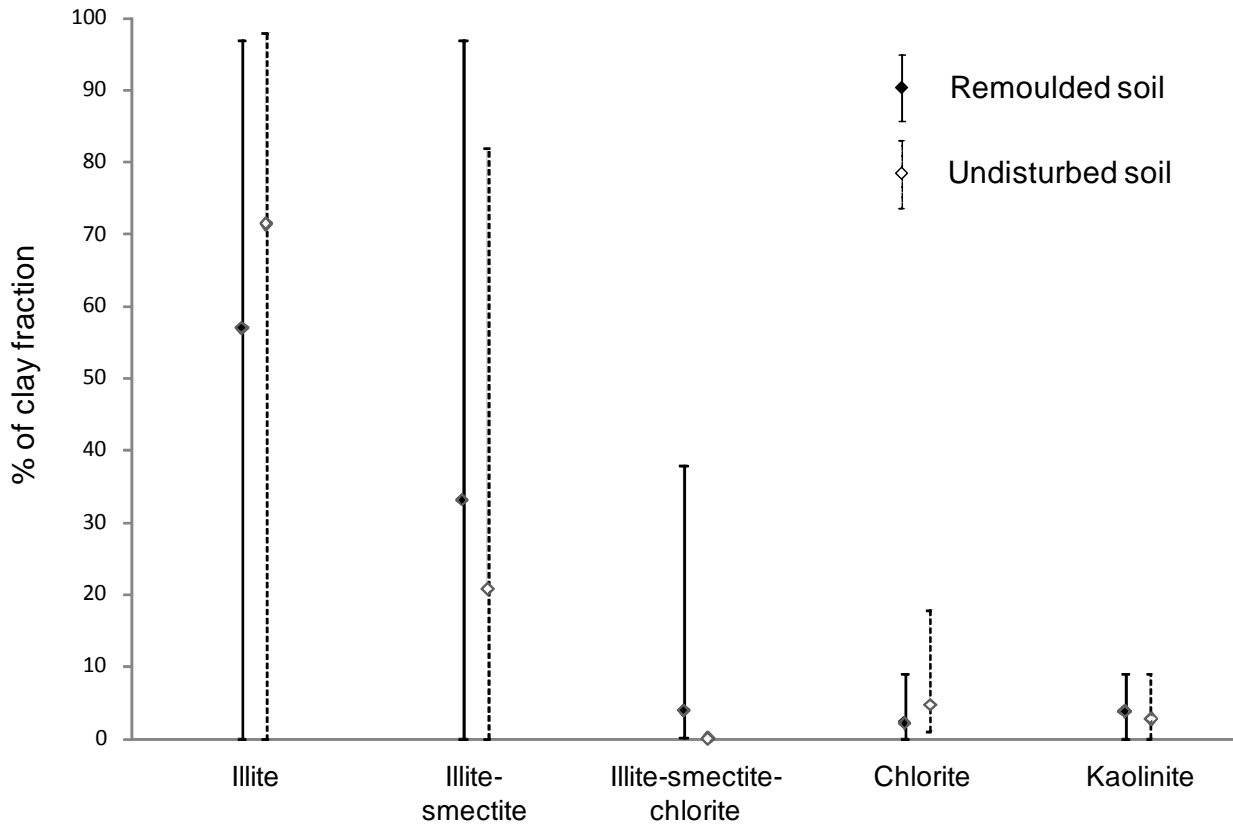 100
90
80
70
60
50
40
30
20
10
0
% of clay fraction
Remoulded soil
Undisturbed soil
Illite
Illite-
smectite
Illite-smectite-
chlorite
Chlorite
Kaolinite